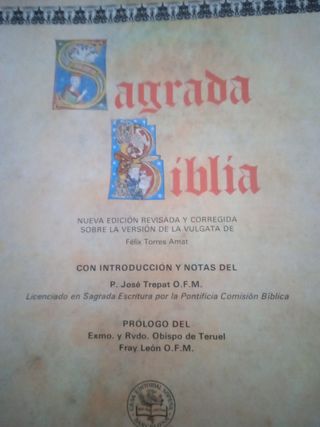 Sagrada
Biblia
NUEVA EDICIÓN REVISADA Y CORREGIDA
SOBRE LA VERSIÓN DE LA VULGATA DE
Félix Torres Amat
CON INTRODUCCIÓN Y NOTAS DEL
P. José Trepat O.F.M.
Licenciado en Sagrada Escritura por la Pontificia Comisión Bíblica
PRÓLOGO DEL
Exmo. y Rvdo. Obispo de Teruel
Fray León O.F.M.
CASA EDITORIAL